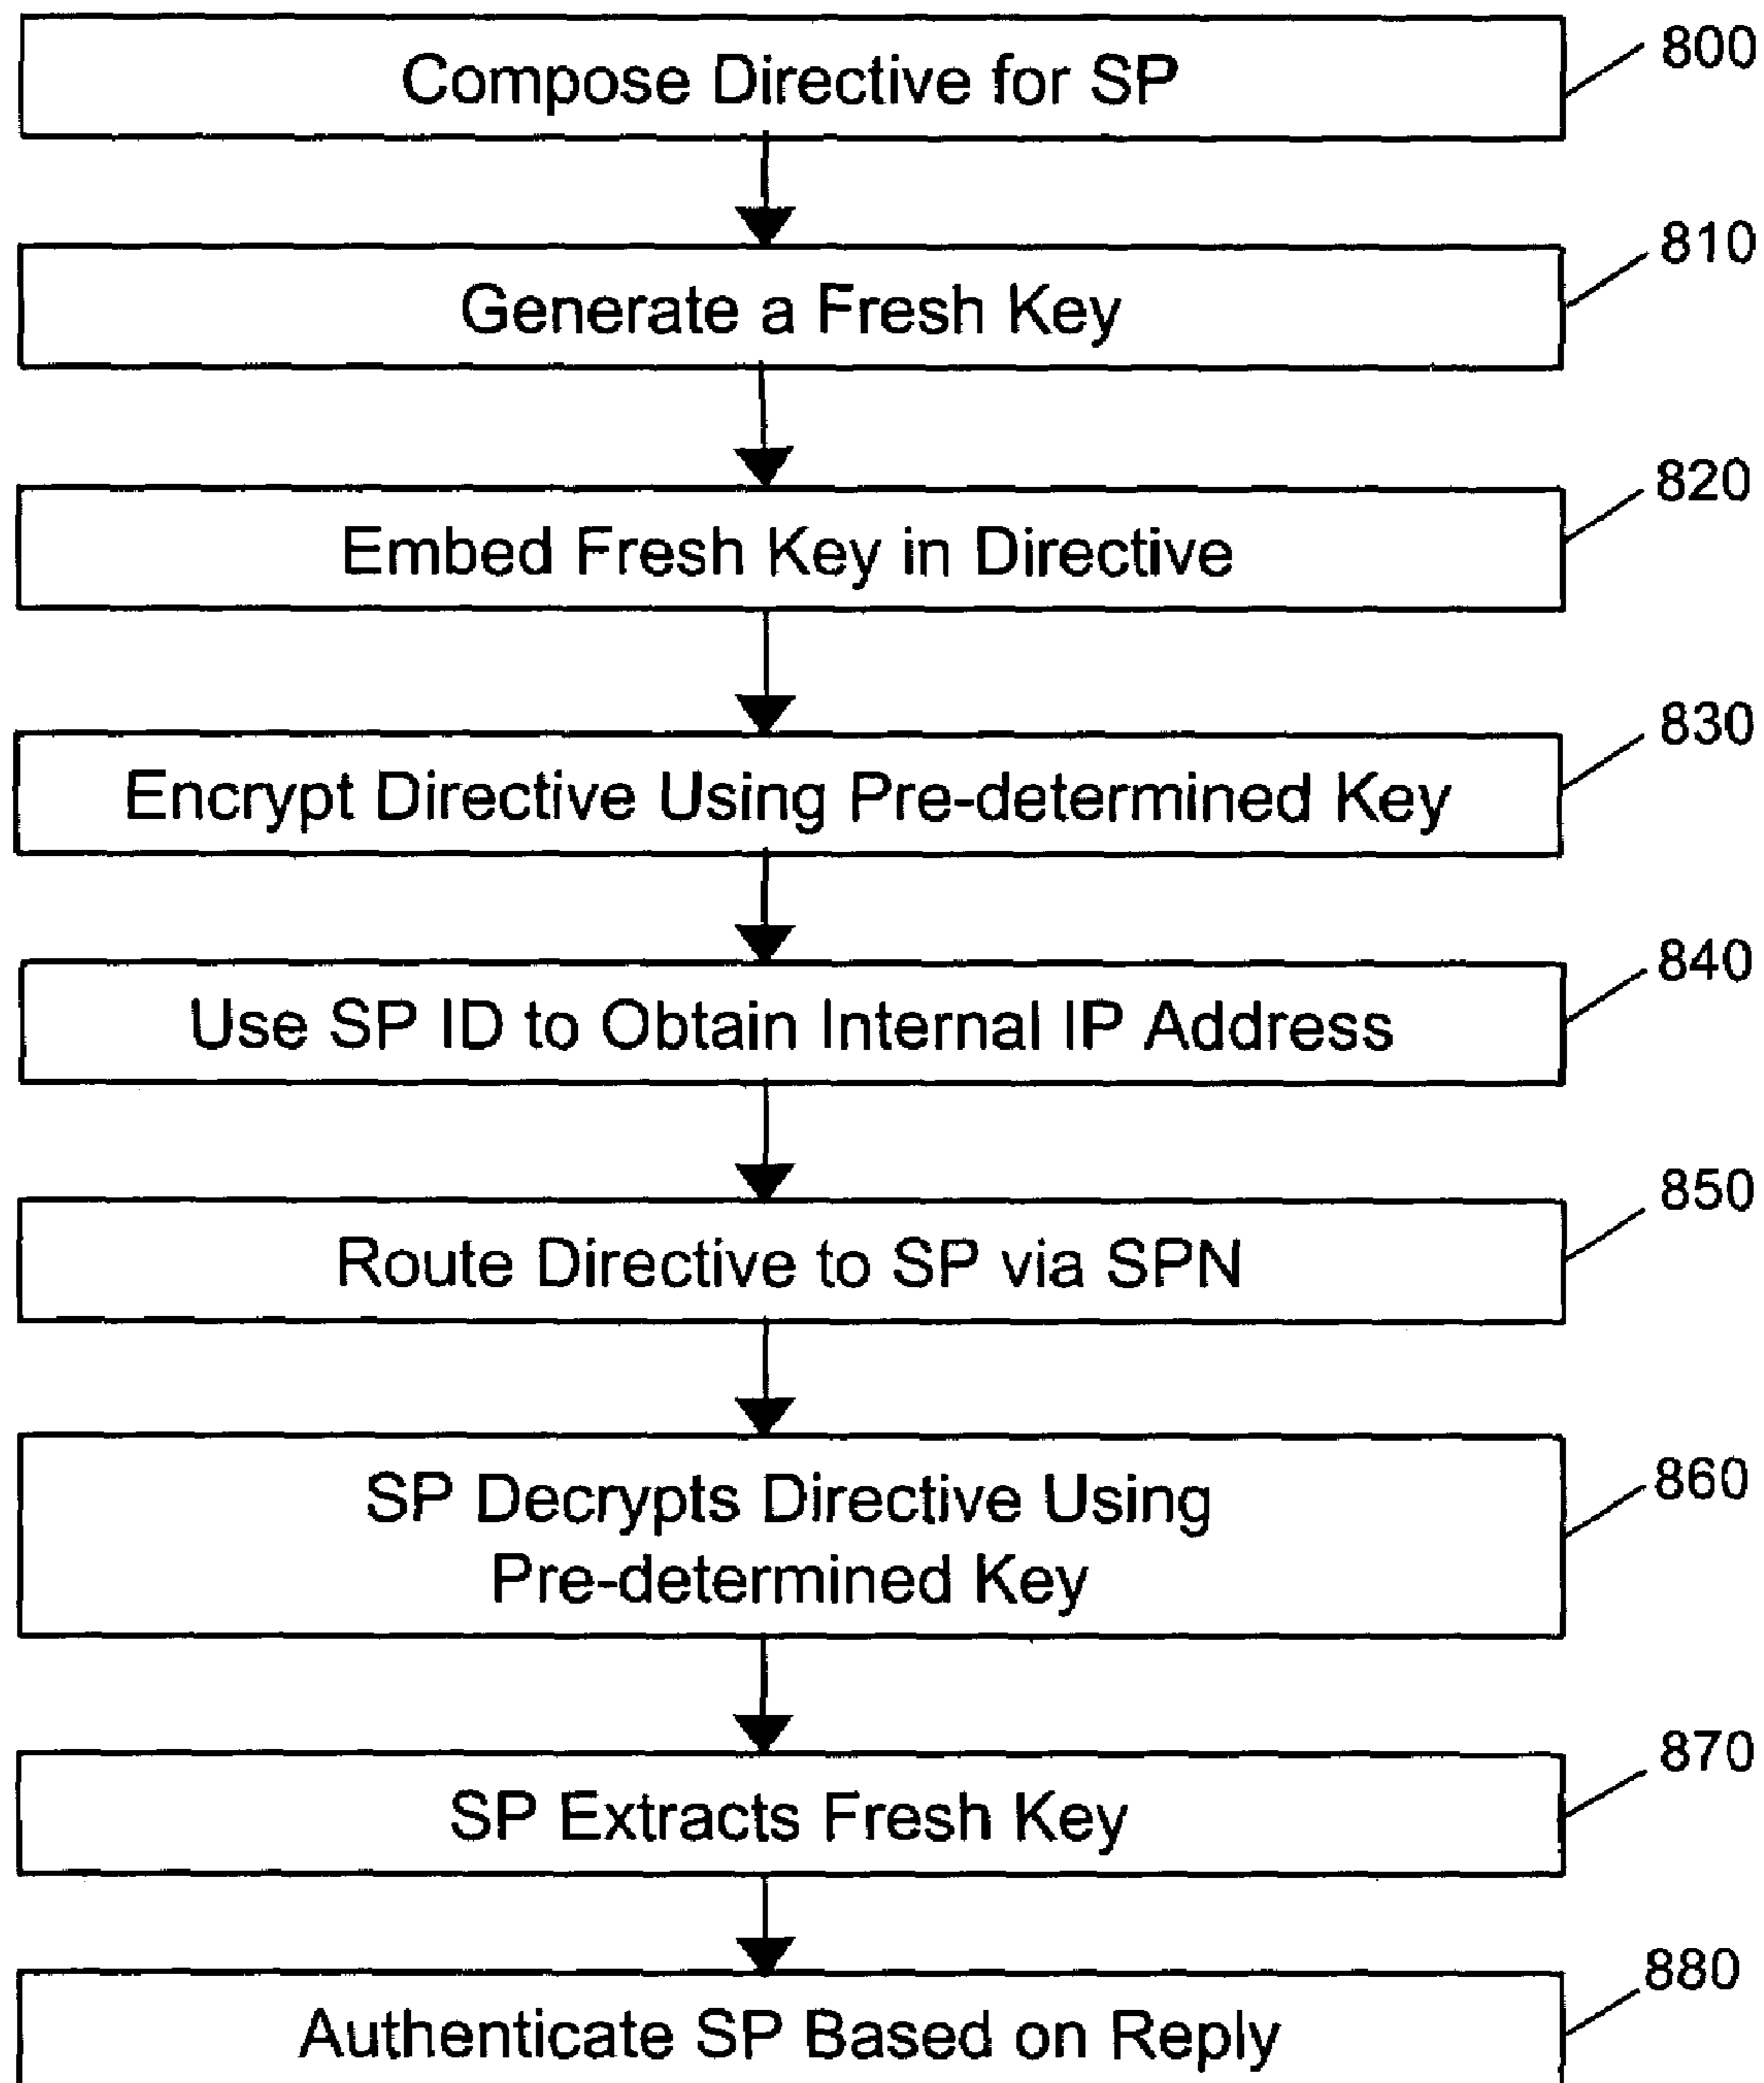 Compose Directive for SP
800
Generate a Fresh Key
810
Embed Fresh Key in Directive
820
Encrypt Directive Using Pre-determined Key
830
Use SP ID to Obtain Internal IP Address
840
Route Directive to SP via SPN
850
SP Decrypts Directive Using
Pre-determined Key
860
SP Extracts Fresh Key
870
Authenticate SP Based on Reply
880